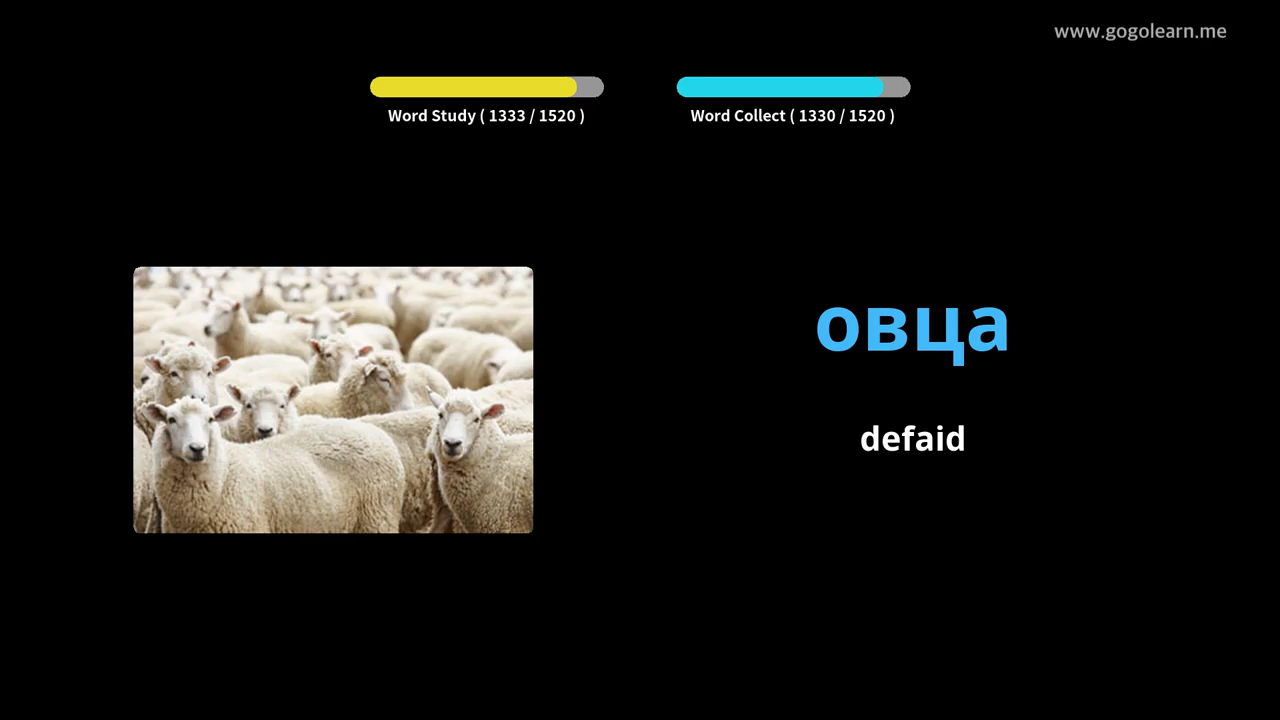 www.gogolearn.me
Word Study ( 1333 / 1520 )
Word Collect ( 1330 / 1520 )
овца
defaid